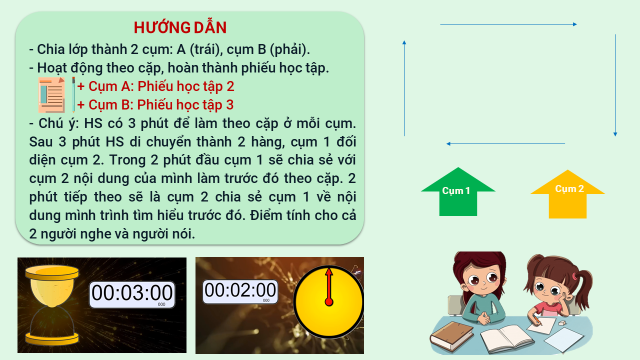 HƯỚNG DẪN
- Chia lớp thành 2 cụm: A (trái), cụm B (phải).
- Hoạt động theo cặp, hoàn thành phiếu học tập.
+ Cụm A: Phiếu học tập 2
+ Cụm B: Phiếu học tập 3
- Chú ý: HS có 3 phút để làm theo cặp ở mỗi cụm.
Sau 3 phút HS di chuyển thành 2 hàng, cụm 1 đối
diện cụm 2. Trong 2 phút đầu cụm 1 sẽ chia sẻ với
cụm 2 nội dung của mình làm trước đó theo cặp. 2
phút tiếp theo sẽ là cụm 2 chia sẻ cụm 1 về nội
dung mình trình tìm hiểu trước đó. Điểm tính cho cả
2 người nghe và người nói.
Cụm 1
Cụm 2
00:03:00
000
00:02:00
000